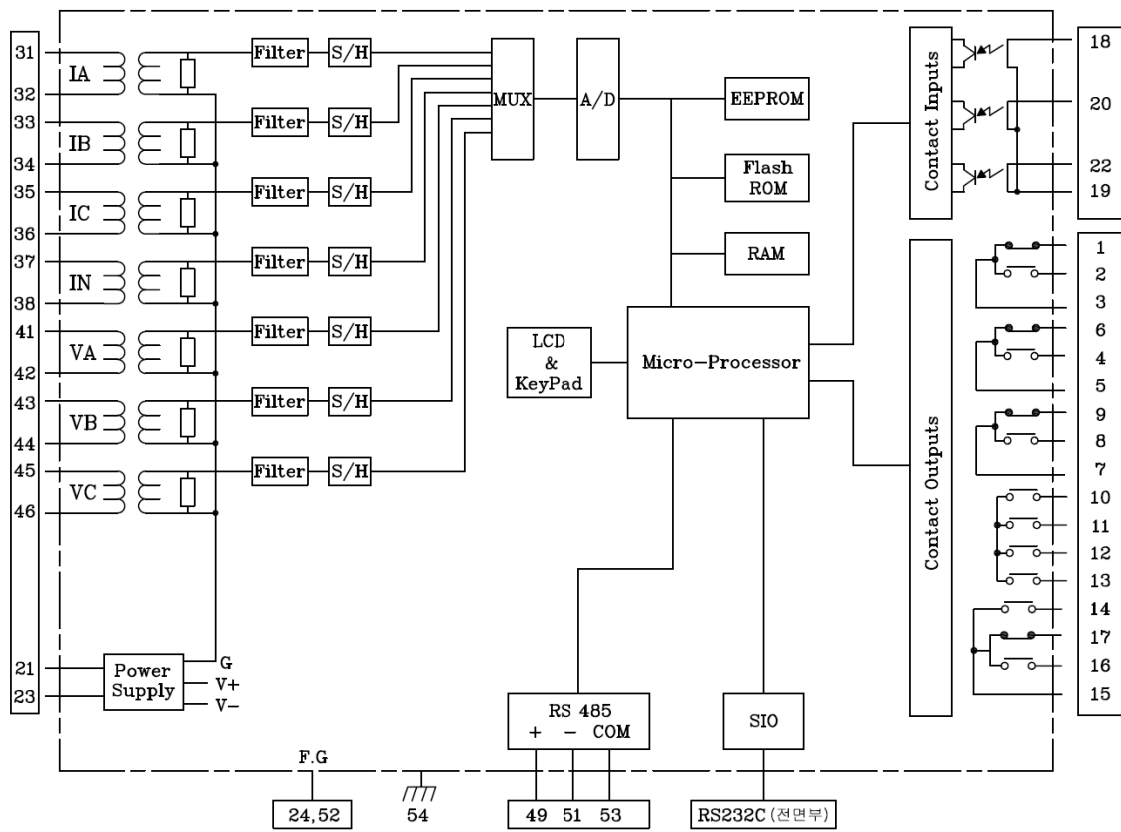 31
IA
32
33
IB
34
35
IC
36
37
IN
38
41
VA
42
43
VB
44
45
VC
46
21
23
Power
Supply
G
V+
V-
Filter
S/H
Filter
S/H
Filter
S/H
Filter
S/H
Filter
S/H
Filter
S/H
Filter
S/H
MUX
A/D
EEPROM
Flash
ROM
RAM
LCD
&
KeyPad
Micro-Processor
RS 485
+ - COM
SIO
Contact Inputs
Contact Outputs
18
20
22
19
1
2
3
6
4
5
9
8
7
10
11
12
13
14
17
16
15
F.G
24,52
54
49 51 53
RS232C (전면부)